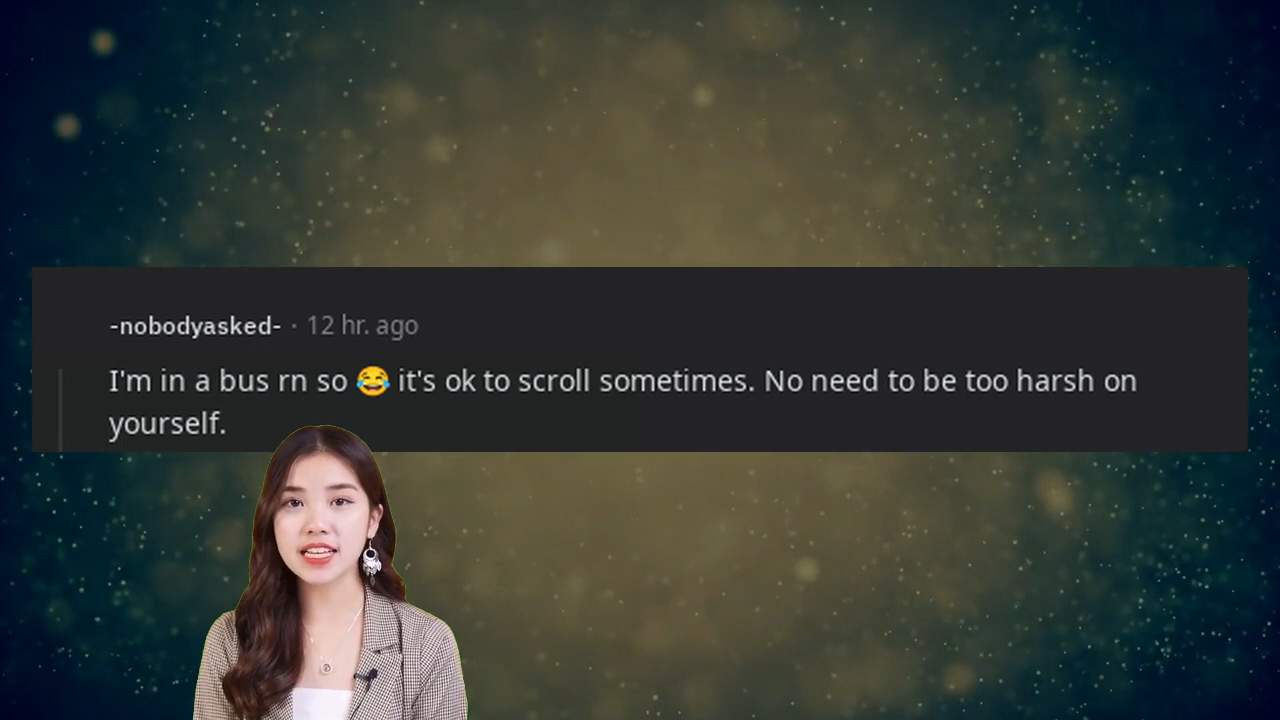 -nobodyasked- · 12 hr. ago
I'm in a bus rn so 😂 it's ok to scroll sometimes. No need to be too harsh on
yourself.